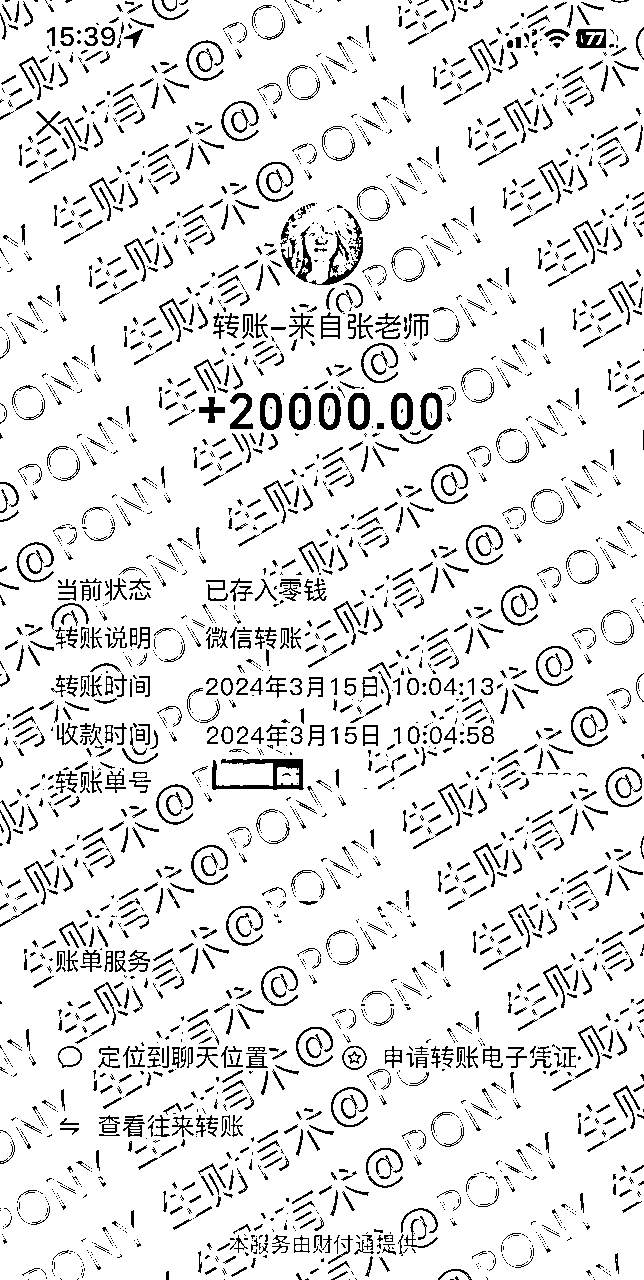 15:39
77
转账-来自张老师
+20000.00
当前状态 已存入零钱
转账说明 微信转账
转账时间 2024年3月15日 10:04:13
收款时间 2024年3月15日 10:04:58
转账单号
账单服务
定位到聊天位置 申请转账电子凭证
查看往来转账
本服务由财付通提供
生财有术@PONY